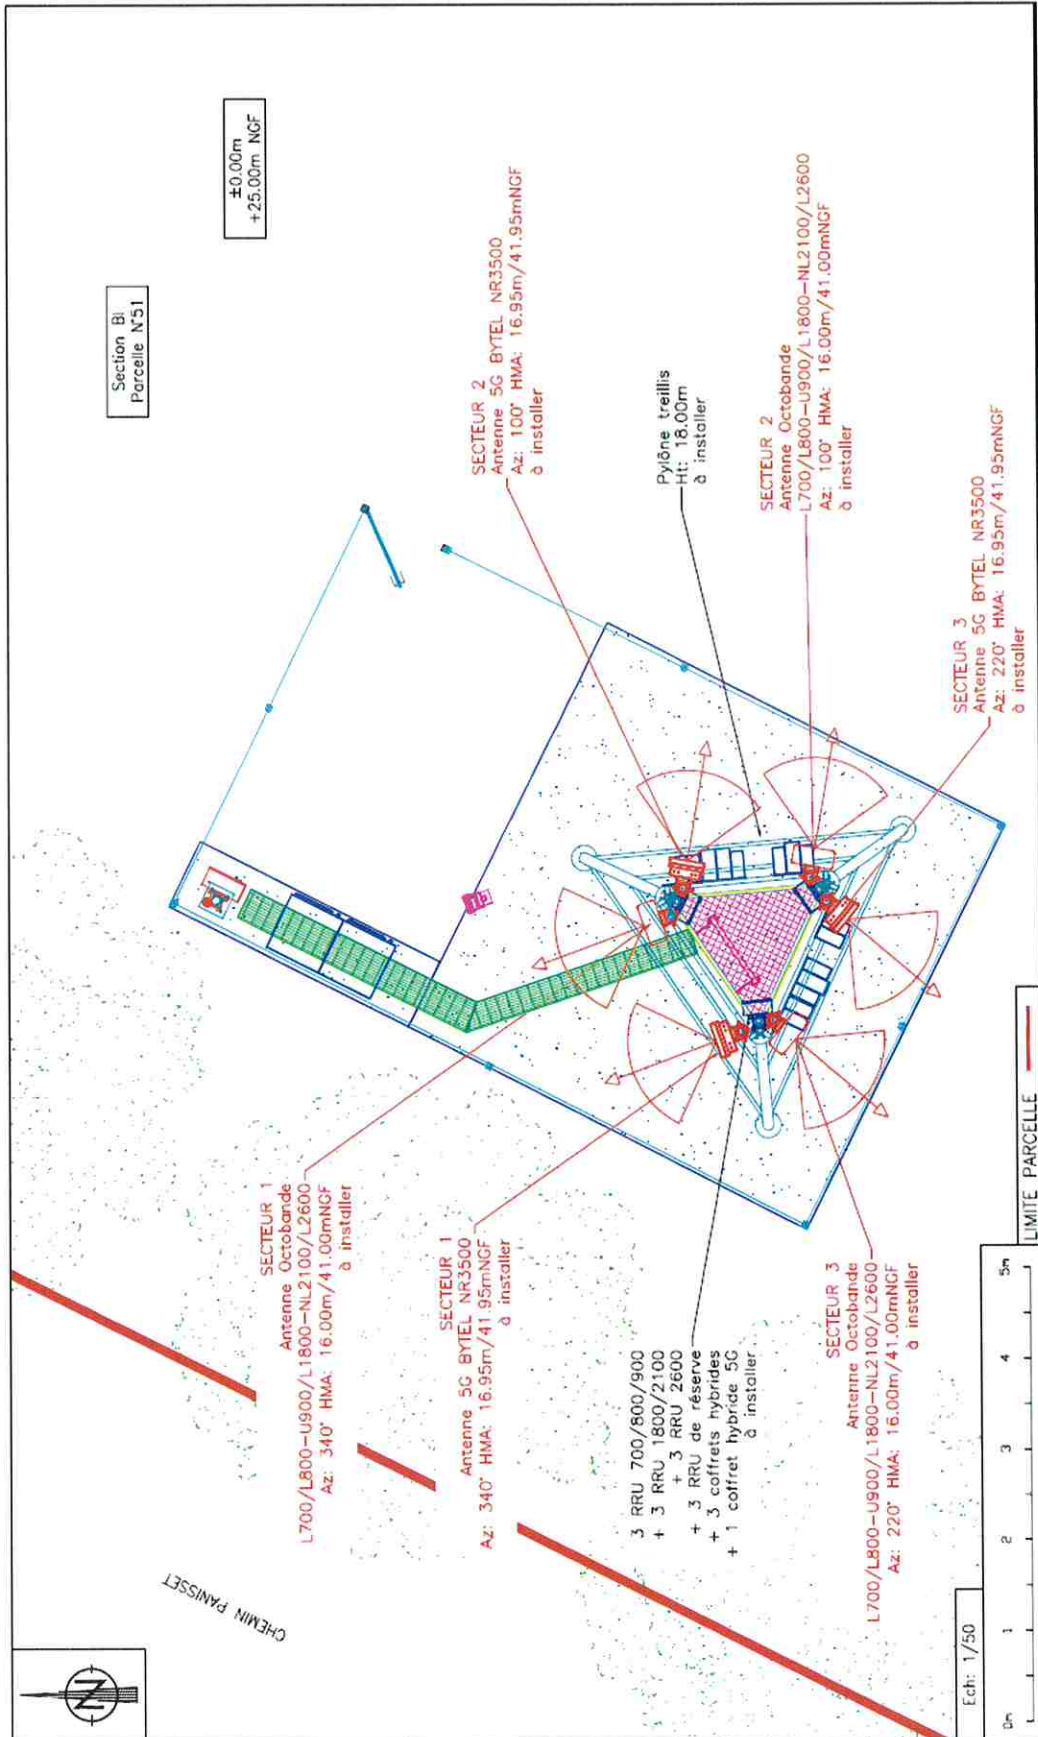 CHEMIN PANISSET
Section BI
Parcelle N°51
±0.00m
+25.00m NGF
SECTEUR 1
Antenne Octobande
L700/L800-U900/L1800-NL2100/L2600
Az: 340° HMA: 16.00m/41.00mNGF
à installer
SECTEUR 1
Antenne 5G BYTEL NR3500
Az: 340° HMA: 16.95m/41.95mNGF
à installer
3 RRU 700/800/900
+ 3 RRU 1800/2100
+ 3 RRU 2600
+ 3 RRU de réserve
+ 3 coffrets hybrides
+ 1 coffret hybride 5G
à installer
SECTEUR 3
Antenne Octobande
L700/L800-U900/L1800-NL2100/L2600
Az: 220° HMA: 16.00m/41.00mNGF
à installer
SECTEUR 2
Antenne 5G BYTEL NR3500
Az: 100° HMA: 16.95m/41.95mNGF
à installer
Pylône treillis
Ht: 18.00m
à installer
SECTEUR 2
Antenne Octobande
L700/L800-U900/L1800-NL2100/L2600
Az: 100° HMA: 16.00m/41.00mNGF
à installer
SECTEUR 3
Antenne 5G BYTEL NR3500
Az: 220° HMA: 16.95m/41.95mNGF
à installer
N
Ech: 1/50
0m 1 2 3 4 5m
LIMITE PARCELLE